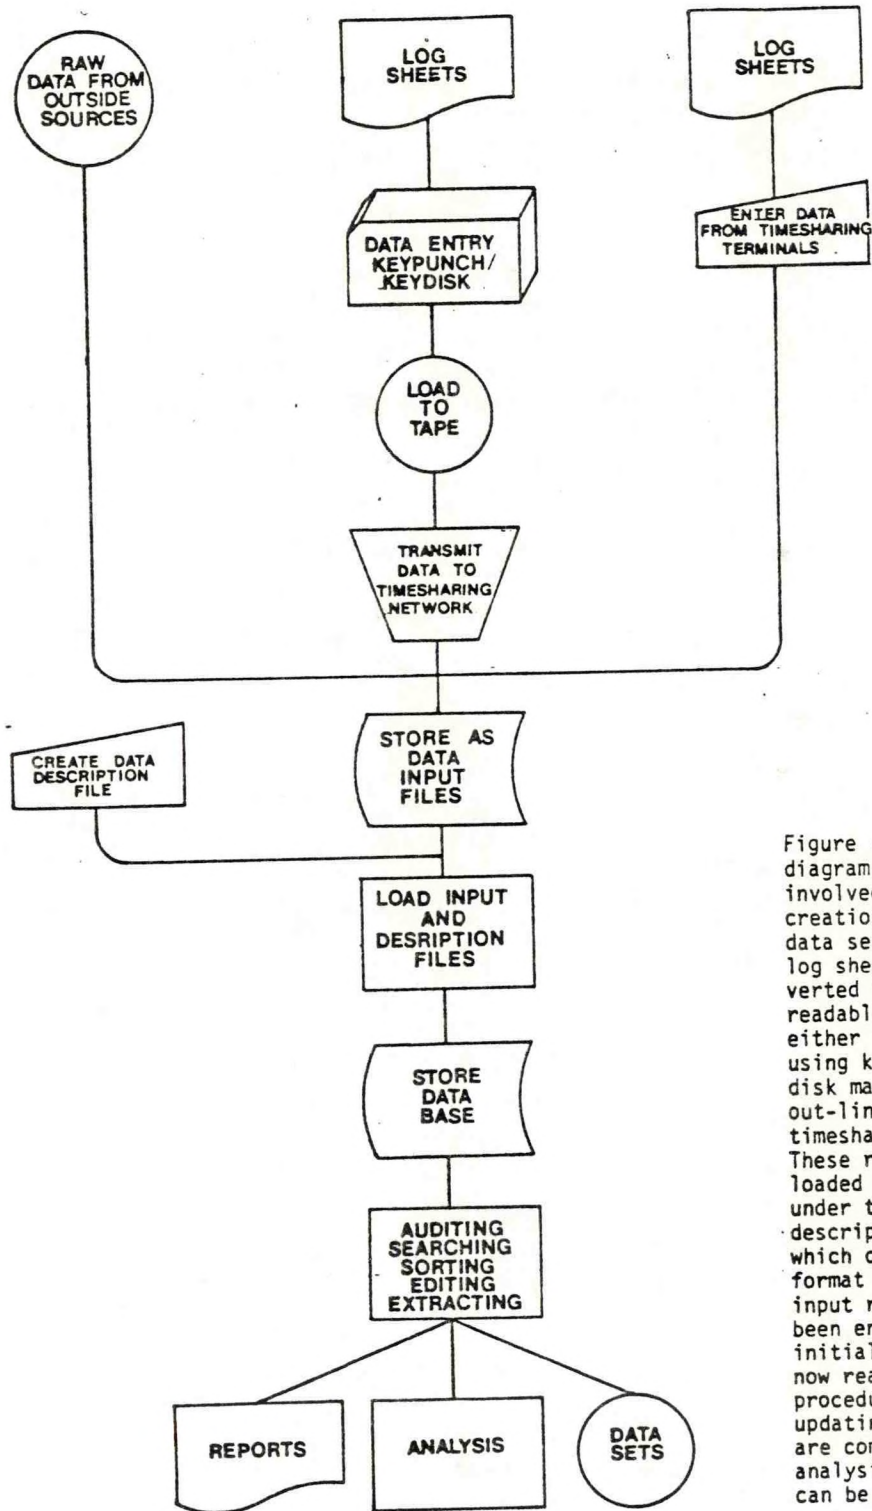 RAW
DATA FROM
OUTSIDE
SOURCES
LOG
SHEETS
LOG
SHEETS
DATA ENTRY
KEYPUNCH/
KEYDISK
ENTER DATA
FROM TIMESHARING
TERMINALS
LOAD
TO
TAPE
TRANSMIT
DATA TO
TIMESHARING
NETWORK
STORE AS
DATA
INPUT
FILES
CREATE DATA
DESCRIPTION
FILE
LOAD INPUT
AND
DESRIPTION
FILES
STORE
DATA
BASE
AUDITING
SEARCHING
SORTING
EDITING
EXTRACTING
REPORTS
ANALYSIS
DATA
SETS
Figure
diagram
involved
creation
data se
log she
verted
readabl
either
using k
disk ma
out-lin
timesha
These r
loaded
under t
descrip
which c
format
input r
been en
initial
now rea
procedu
updatin
are com
analysi
can be